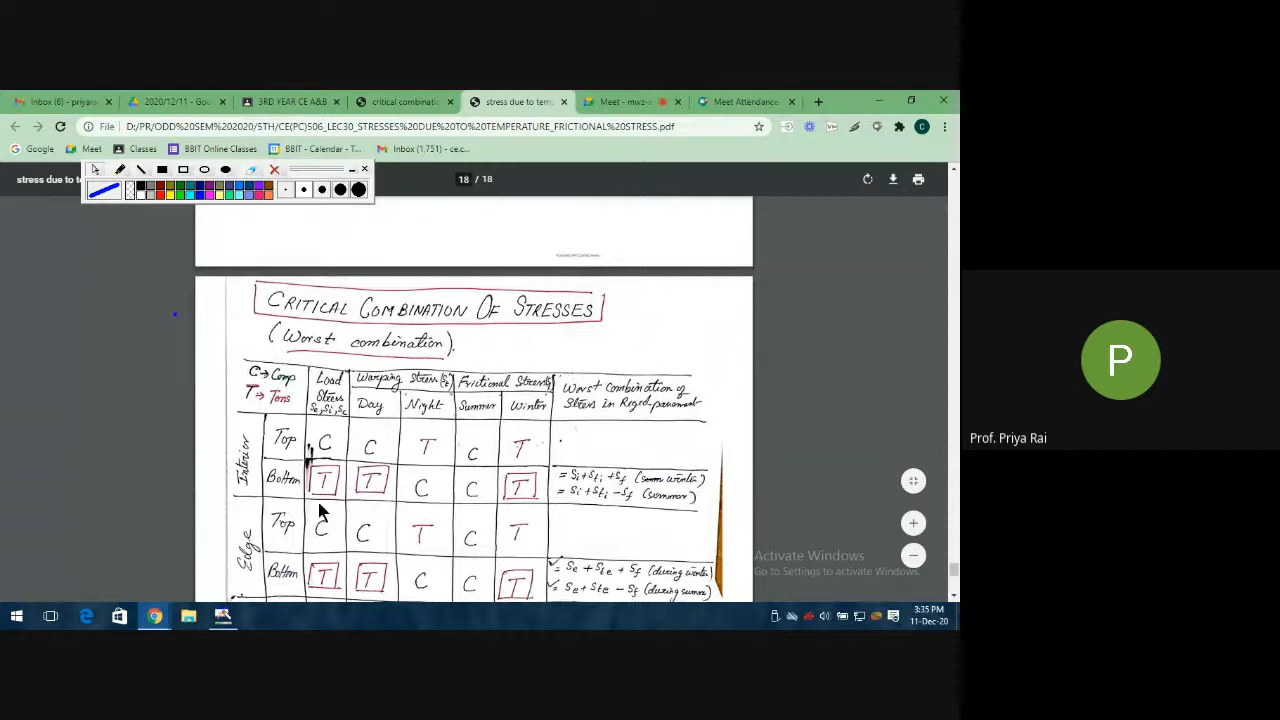 Inbox (6) - priyara
2020/12/11 - Go
3RD YEAR CE A&B
critical combinati
stress due to tem
Meet - mwz-
Meet Attendance
File D:/PR/ODD%20SEM%202020/5TH/CE(PC)506_LEC30_STRESSES%20DUE%20TO%20TEMPERATURE_FRICTIONAL%20STRESS.pdf
Google Meet Classes BBIT Online Classes BBIT - Calendar - T... Inbox (1,751) - ce.c...
stress due to te
18 / 18
CRITICAL COMBINATION OF STRESSES
(Worst combination).
C→Comp
T→Tens
Load Stress Se, Si, Sc
Warping Stress (St)
Frictional Stress
Worst Combination of
Stress in Rigid pavement
Day Night Summer Winter
Interior
Top C C T C T
Bottom T T C C T
= Si + Sti + Sf (winter)
= Si + Sti - Sf (summer)
Edge
Top C C T C T
Bottom T T C C T
= Se + Ste + Sf (during winter)
= Se + Ste - Sf (during summer)
P
Prof. Priya Rai
Activate Windows
Go to Settings to activate Windows.
3:35 PM
11-Dec-20